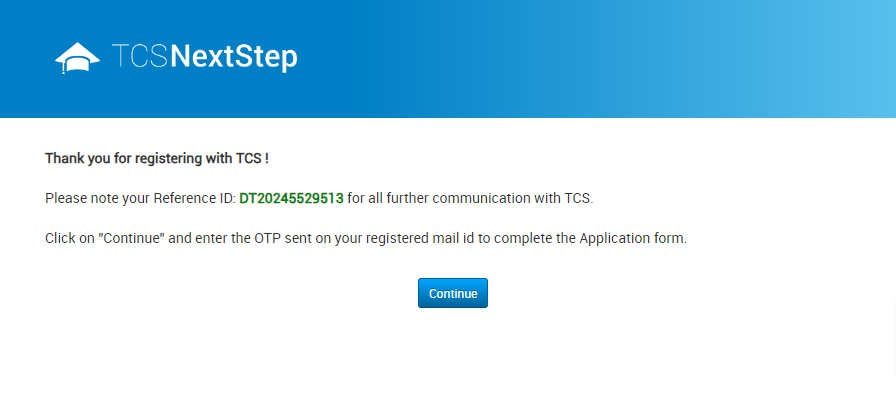 TCSNextStep
Thank you for registering with TCS !
Please note your Reference ID: DT20245529513 for all further communication with TCS.
Click on "Continue" and enter the OTP sent on your registered mail id to complete the Application form.
Continue